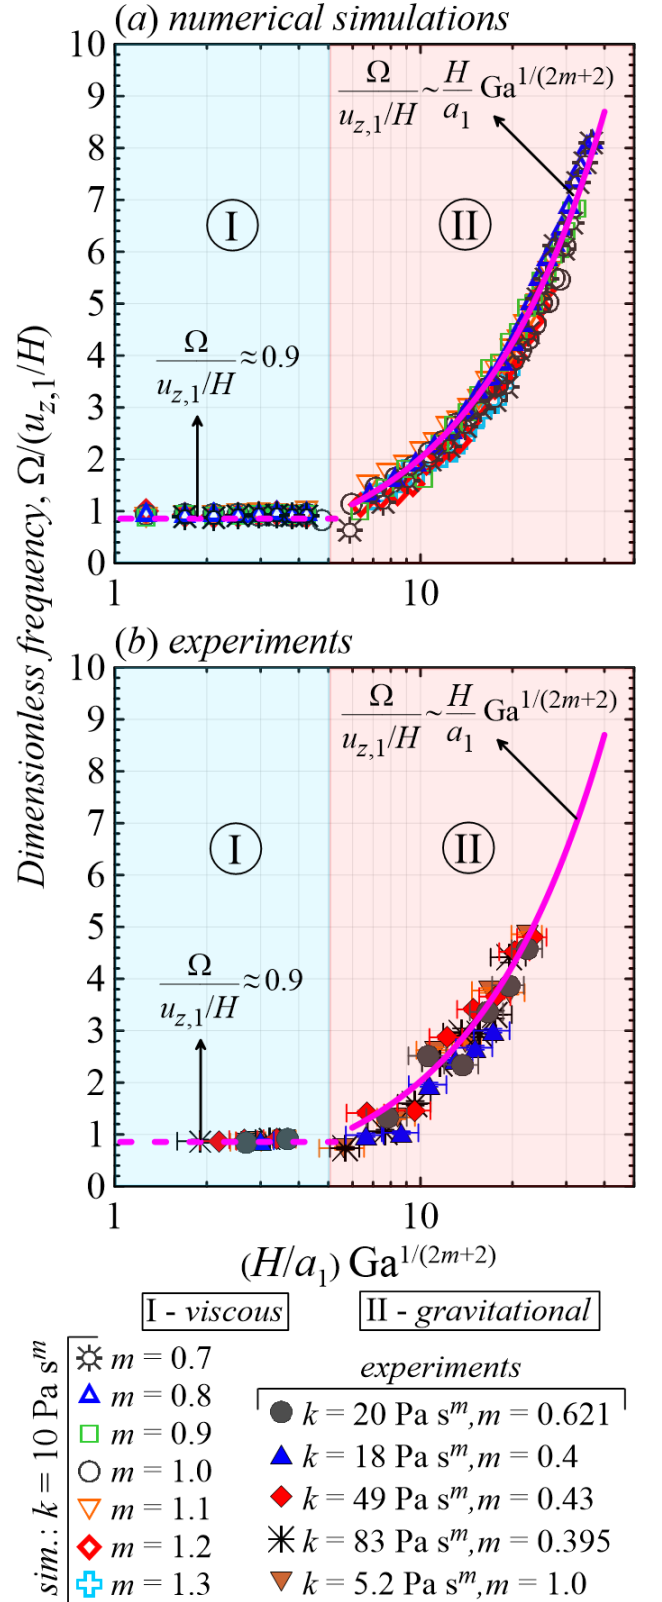 (a) numerical simulations
10
9
8
7
6
5
4
3
2
1
0
Ω/(u_{z,1}/H) ~ H/a₁ Ga^{1/(2m+2)}
I
II
Ω/(u_{z,1}/H) ≈ 0.9
1
10
Dimensionless frequency, Ω/(u_{z,1}/H)
(b) experiments
10
9
8
7
6
5
4
3
2
1
0
Ω/(u_{z,1}/H) ~ H/a₁ Ga^{1/(2m+2)}
I
II
Ω/(u_{z,1}/H) ≈ 0.9
1
10
(H/a₁) Ga^{1/(2m+2)}
I - viscous
II - gravitational
sim.: k = 10 Pa s^m
m = 0.7
m = 0.8
m = 0.9
m = 1.0
m = 1.1
m = 1.2
m = 1.3
experiments
k = 20 Pa s^m, m = 0.621
k = 18 Pa s^m, m = 0.4
k = 49 Pa s^m, m = 0.43
k = 83 Pa s^m, m = 0.395
k = 5.2 Pa s^m, m = 1.0